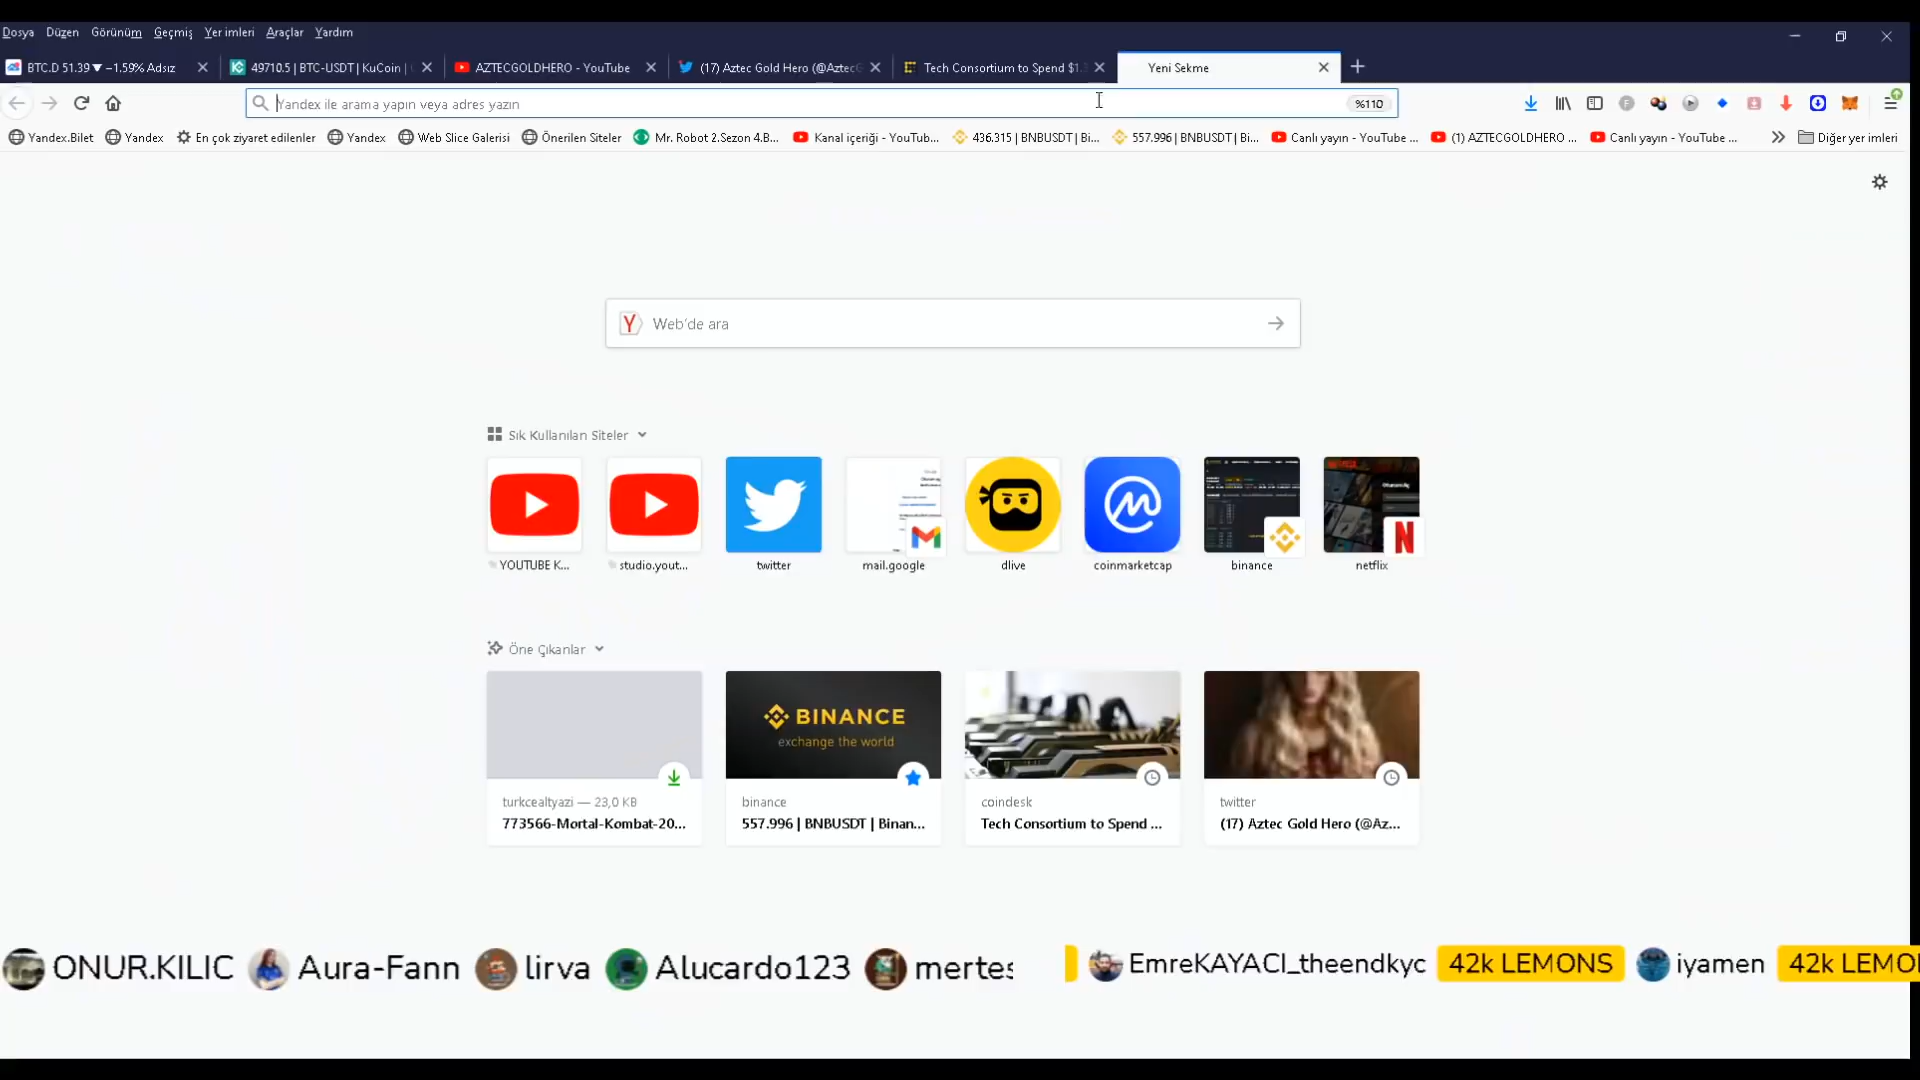 Dosya Düzen Görünüm Geçmiş Yer imleri Araçlar Yardım
BTC.D 51.39▼ −1.59% Adsız
49710.5 | BTC-USDT | KuCoin |
AZTECGOLDHERO - YouTube
(17) Aztec Gold Hero (@AztecG
Tech Consortium to Spend $1.
Yeni Sekme
Yandex ile arama yapın veya adres yazın
%110
Yandex.Bilet Yandex En çok ziyaret edilenler Yandex Web Slice Galerisi Önerilen Siteler Mr. Robot 2.Sezon 4.B... Kanal içeriği - YouTub... 436.315 | BNBUSDT | Bi... 557.996 | BNBUSDT | Bi... Canlı yayın - YouTube ... (1) AZTECGOLDHERO ... Canlı yayın - YouTube ... Diğer yer imleri
Web'de ara
Sık Kullanılan Siteler
YOUTUBE K... studio.yout... twitter mail.google dlive coinmarketcap binance netflix
Öne Çıkanlar
BINANCE
exchange the world
turkcealtyazi — 23,0 KB
773566-Mortal-Kombat-20...
binance
557.996 | BNBUSDT | Binan...
coindesk
Tech Consortium to Spend ...
twitter
(17) Aztec Gold Hero (@Az...
ONUR.KILIC Aura-Fann lirva Alucardo123 mertes
EmreKAYACI_theendkyc 42k LEMONS iyamen 42k LEMO